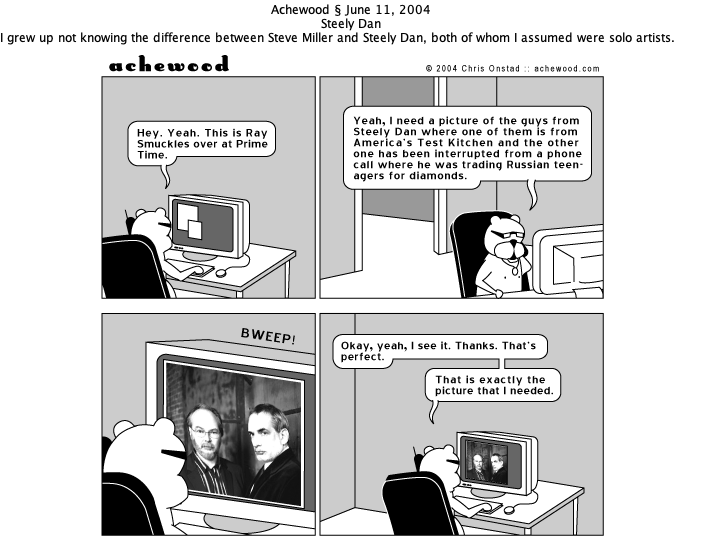 Achewood § June 11, 2004
Steely Dan
I grew up not knowing the difference between Steve Miller and Steely Dan, both of whom I assumed were solo artists.
achewood
© 2004 Chris Onstad :: achewood.com
Hey. Yeah. This is Ray
Smuckles over at Prime
Time.
Yeah, I need a picture of the guys from
Steely Dan where one of them is from
America's Test Kitchen and the other
one has been interrupted from a phone
call where he was trading Russian teen-
agers for diamonds.
BWEEP!
Okay, yeah, I see it. Thanks. That's
perfect.
That is exactly the
picture that I needed.